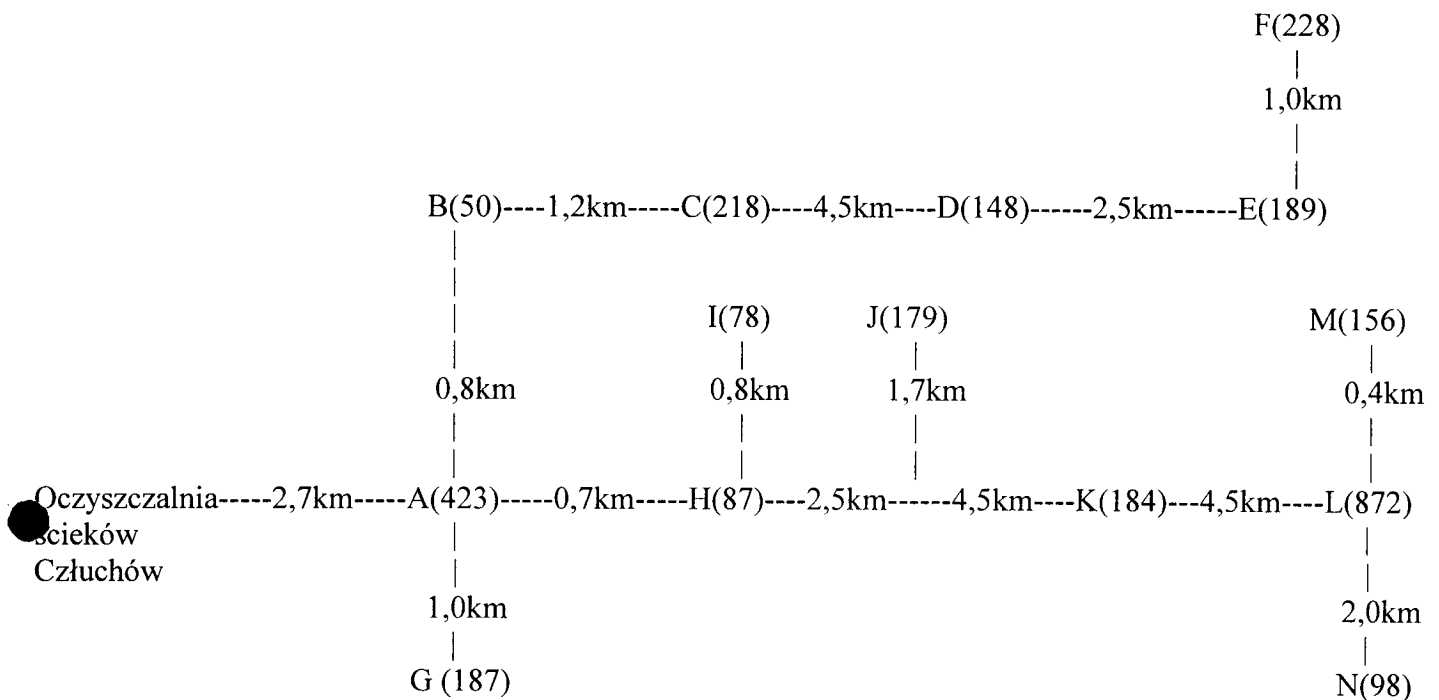 F(228)
1,0km
B(50)----1,2km-----C(218)----4,5km----D(148)------2,5km------E(189)
I(78) J(179) M(156)
0,8km 0,8km 1,7km 0,4km
Oczyszczalnia-----2,7km-----A(423)-----0,7km-----H(87)----2,5km------4,5km----K(184)---4,5km----L(872)
ścieków
Człuchów
1,0km 2,0km
G (187) N(98)